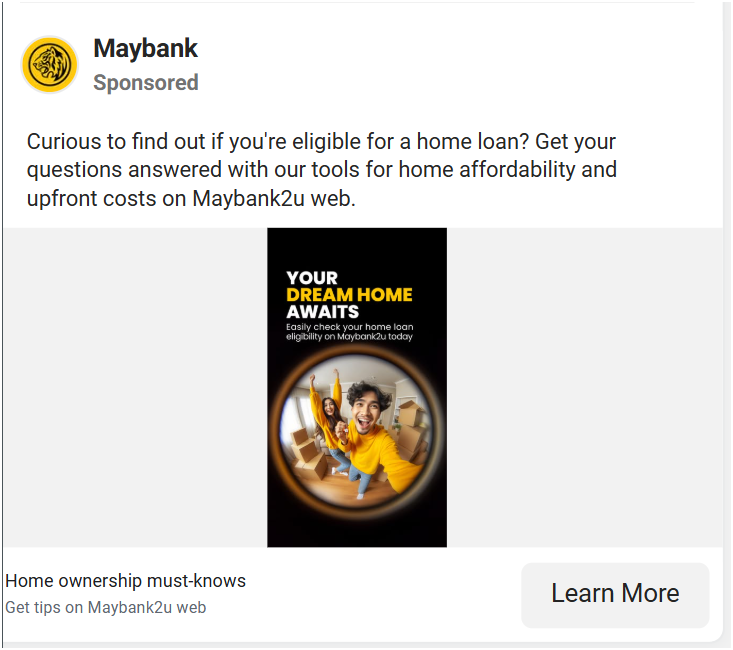 Maybank
Sponsored
Curious to find out if you're eligible for a home loan? Get your
questions answered with our tools for home affordability and
upfront costs on Maybank2u web.
YOUR
DREAM HOME
AWAITS
Easily check your home loan
eligibility on Maybank2u today
Home ownership must-knows
Get tips on Maybank2u web
Learn More